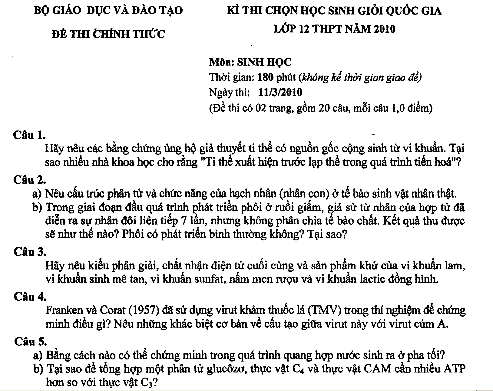 BỘ GIÁO DỤC VÀ ĐÀO TẠO
KÌ THI CHỌN HỌC SINH GIỎI QUỐC GIA
LỚP 12 THPT NĂM 2010
ĐỀ THI CHÍNH THỨC
Môn: SINH HỌC
Thời gian: 180 phút (không kể thời gian giao đề)
Ngày thi: 11/3/2010
(Đề thi có 02 trang, gồm 20 câu, mỗi câu 1,0 điểm)
Câu 1.
Hãy nêu các bằng chứng ủng hộ giả thuyết ti thể có nguồn gốc cộng sinh từ vi khuẩn. Tại
sao nhiều nhà khoa học cho rằng "Ti thể xuất hiện trước lạp thể trong quá trình tiến hoá"?
Câu 2.
a) Nêu cấu trúc phân tử và chức năng của hạch nhân (nhân con) ở tế bào sinh vật nhân thật.
b) Trong giai đoạn đầu quá trình phát triển phôi ở ruồi giấm, giả sử từ nhân của hợp tử đã
diễn ra sự nhân đôi liên tiếp 7 lần, nhưng không phân chia tế bào chất. Kết quả thu được
sẽ như thế nào? Phôi có phát triển bình thường không? Tại sao?
Câu 3.
Hãy nêu kiểu phân giải, chất nhận điện tử cuối cùng và sản phẩm khử của vi khuẩn lam,
vi khuẩn sinh mê tan, vi khuẩn sunfat, nấm men rượu và vi khuẩn lactic đồng hình.
Câu 4.
Franken và Corat (1957) đã sử dụng virut khảm thuốc lá (TMV) trong thí nghiệm để chứng
minh điều gì? Nêu những khác biệt cơ bản về cấu tạo giữa virut này với virut cúm A.
Câu 5.
a) Bằng cách nào có thể chứng minh trong quá trình quang hợp nước sinh ra ở pha tối?
b) Tại sao để tổng hợp một phân tử glucôzơ, thực vật C₄ và thực vật CAM cần nhiều ATP
hơn so với thực vật C₃?